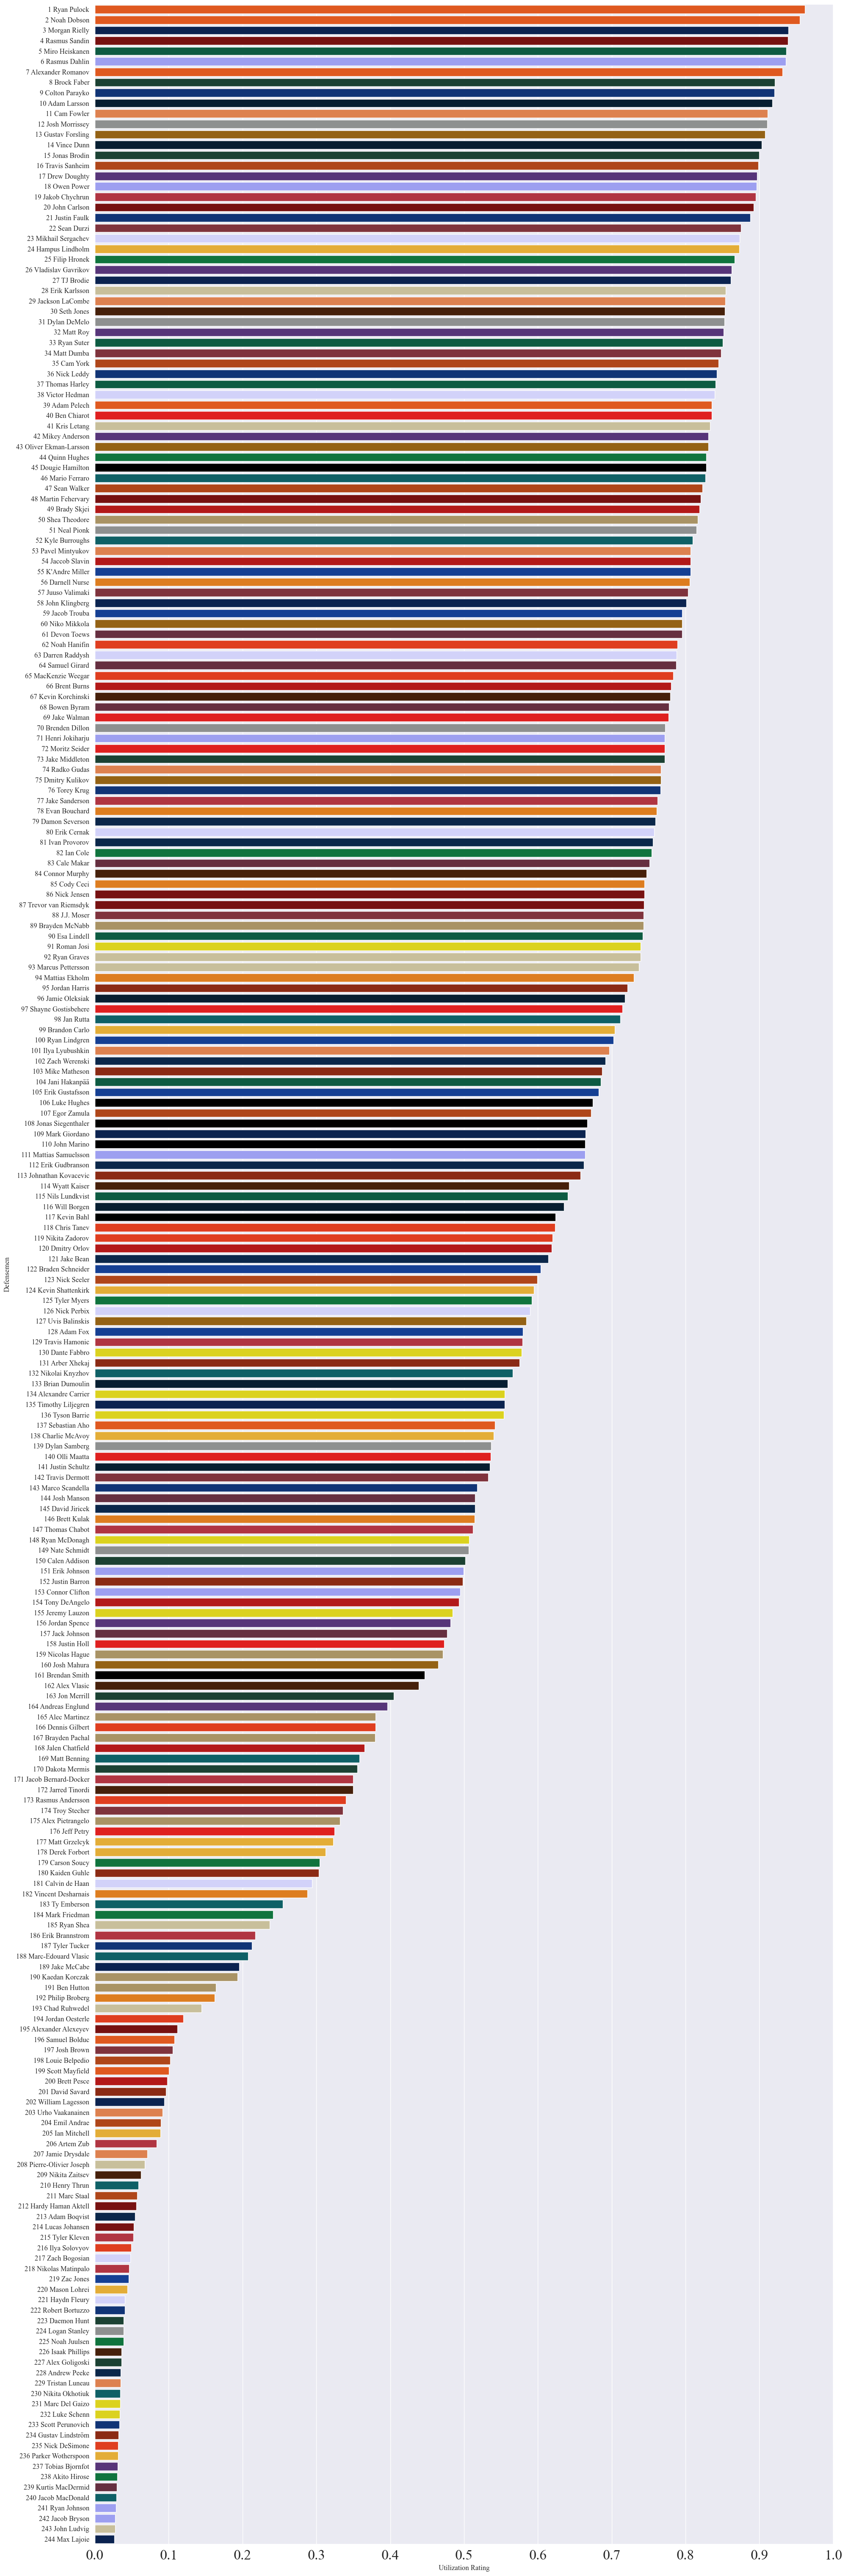 1 Ryan Pulock
2 Noah Dobson
3 Morgan Rielly
4 Rasmus Sandin
5 Miro Heiskanen
6 Rasmus Dahlin
7 Alexander Romanov
8 Brock Faber
9 Colton Parayko
10 Adam Larsson
11 Cam Fowler
12 Josh Morrissey
13 Gustav Forsling
14 Vince Dunn
15 Jonas Brodin
16 Travis Sanheim
17 Drew Doughty
18 Owen Power
19 Jakob Chychrun
20 John Carlson
21 Justin Faulk
22 Sean Durzi
23 Mikhail Sergachev
24 Hampus Lindholm
25 Filip Hronek
26 Vladislav Gavrikov
27 TJ Brodie
28 Erik Karlsson
29 Jackson LaCombe
30 Seth Jones
31 Dylan DeMelo
32 Matt Roy
33 Ryan Suter
34 Matt Dumba
35 Cam York
36 Nick Leddy
37 Thomas Harley
38 Victor Hedman
39 Adam Pelech
40 Ben Chiarot
41 Kris Letang
42 Mikey Anderson
43 Oliver Ekman-Larsson
44 Quinn Hughes
45 Dougie Hamilton
46 Mario Ferraro
47 Sean Walker
48 Martin Fehervary
49 Brady Skjei
50 Shea Theodore
51 Neal Pionk
52 Kyle Burroughs
53 Pavel Mintyukov
54 Jaccob Slavin
55 K'Andre Miller
56 Darnell Nurse
57 Juuso Valimaki
58 John Klingberg
59 Jacob Trouba
60 Niko Mikkola
61 Devon Toews
62 Noah Hanifin
63 Darren Raddysh
64 Samuel Girard
65 MacKenzie Weegar
66 Brent Burns
67 Kevin Korchinski
68 Bowen Byram
69 Jake Walman
70 Brenden Dillon
71 Henri Jokiharju
72 Moritz Seider
73 Jake Middleton
74 Radko Gudas
75 Dmitry Kulikov
76 Torey Krug
77 Jake Sanderson
78 Evan Bouchard
79 Damon Severson
80 Erik Cernak
81 Ivan Provorov
82 Ian Cole
83 Cale Makar
84 Connor Murphy
85 Cody Ceci
86 Nick Jensen
87 Trevor van Riemsdyk
88 J.J. Moser
89 Brayden McNabb
90 Esa Lindell
91 Roman Josi
92 Ryan Graves
93 Marcus Pettersson
94 Mattias Ekholm
95 Jordan Harris
96 Jamie Oleksiak
97 Shayne Gostisbehere
98 Jan Rutta
99 Brandon Carlo
100 Ryan Lindgren
101 Ilya Lyubushkin
102 Zach Werenski
103 Mike Matheson
104 Jani Hakanpää
105 Erik Gustafsson
106 Luke Hughes
107 Egor Zamula
108 Jonas Siegenthaler
109 Mark Giordano
110 John Marino
111 Mattias Samuelsson
112 Erik Gudbranson
113 Johnathan Kovacevic
114 Wyatt Kaiser
115 Nils Lundkvist
116 Will Borgen
117 Kevin Bahl
118 Chris Tanev
119 Nikita Zadorov
120 Dmitry Orlov
121 Jake Bean
122 Braden Schneider
123 Nick Seeler
124 Kevin Shattenkirk
125 Tyler Myers
126 Nick Perbix
127 Uvis Balinskis
128 Adam Fox
129 Travis Hamonic
130 Dante Fabbro
131 Arber Xhekaj
132 Nikolai Knyzhov
133 Brian Dumoulin
134 Alexandre Carrier
135 Timothy Liljegren
136 Tyson Barrie
137 Sebastian Aho
138 Charlie McAvoy
139 Dylan Samberg
140 Olli Maatta
141 Justin Schultz
142 Travis Dermott
143 Marco Scandella
144 Josh Manson
145 David Jiricek
146 Brett Kulak
147 Thomas Chabot
148 Ryan McDonagh
149 Nate Schmidt
150 Calen Addison
151 Erik Johnson
152 Justin Barron
153 Connor Clifton
154 Tony DeAngelo
155 Jeremy Lauzon
156 Jordan Spence
157 Jack Johnson
158 Justin Holl
159 Nicolas Hague
160 Josh Mahura
161 Brendan Smith
162 Alex Vlasic
163 Jon Merrill
164 Andreas Englund
165 Alec Martinez
166 Dennis Gilbert
167 Brayden Pachal
168 Jalen Chatfield
169 Matt Benning
170 Dakota Mermis
171 Jacob Bernard-Docker
172 Jarred Tinordi
173 Rasmus Andersson
174 Troy Stecher
175 Alex Pietrangelo
176 Jeff Petry
177 Matt Grzelcyk
178 Derek Forbort
179 Carson Soucy
180 Kaiden Guhle
181 Calvin de Haan
182 Vincent Desharnais
183 Ty Emberson
184 Mark Friedman
185 Ryan Shea
186 Erik Brannstrom
187 Tyler Tucker
188 Marc-Edouard Vlasic
189 Jake McCabe
190 Kaedan Korczak
191 Ben Hutton
192 Philip Broberg
193 Chad Ruhwedel
194 Jordan Oesterle
195 Alexander Alexeyev
196 Samuel Bolduc
197 Josh Brown
198 Louie Belpedio
199 Scott Mayfield
200 Brett Pesce
201 David Savard
202 William Lagesson
203 Urho Vaakanainen
204 Emil Andrae
205 Ian Mitchell
206 Artem Zub
207 Jamie Drysdale
208 Pierre-Olivier Joseph
209 Nikita Zaitsev
210 Henry Thrun
211 Marc Staal
212 Hardy Haman Aktell
213 Adam Boqvist
214 Lucas Johansen
215 Tyler Kleven
216 Ilya Solovyov
217 Zach Bogosian
218 Nikolas Matinpalo
219 Zac Jones
220 Mason Lohrei
221 Haydn Fleury
222 Robert Bortuzzo
223 Daemon Hunt
224 Logan Stanley
225 Noah Juulsen
226 Isaak Phillips
227 Alex Goligoski
228 Andrew Peeke
229 Tristan Luneau
230 Nikita Okhotiuk
231 Marc Del Gaizo
232 Luke Schenn
233 Scott Perunovich
234 Gustav Lindström
235 Nick DeSimone
236 Parker Wotherspoon
237 Tobias Bjornfot
238 Akito Hirose
239 Kurtis MacDermid
240 Jacob MacDonald
241 Ryan Johnson
242 Jacob Bryson
243 John Ludvig
244 Max Lajoie
Defensemen
0.0 0.1 0.2 0.3 0.4 0.5 0.6 0.7 0.8 0.9 1.0
Utilization Rating